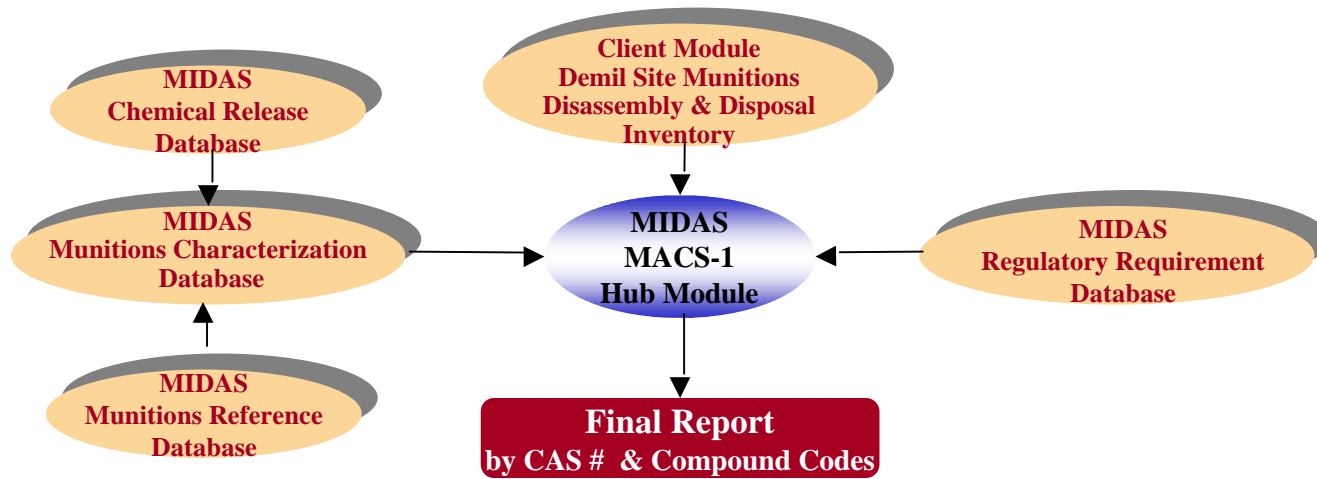 MIDAS
Chemical Release
Database
Client Module
Demil Site Munitions
Disassembly & Disposal
Inventory
MIDAS
Munitions Characterization
Database
MIDAS
MACS-1
Hub Module
MIDAS
Regulatory Requirement
Database
MIDAS
Munitions Reference
Database
Final Report
by CAS # & Compound Codes